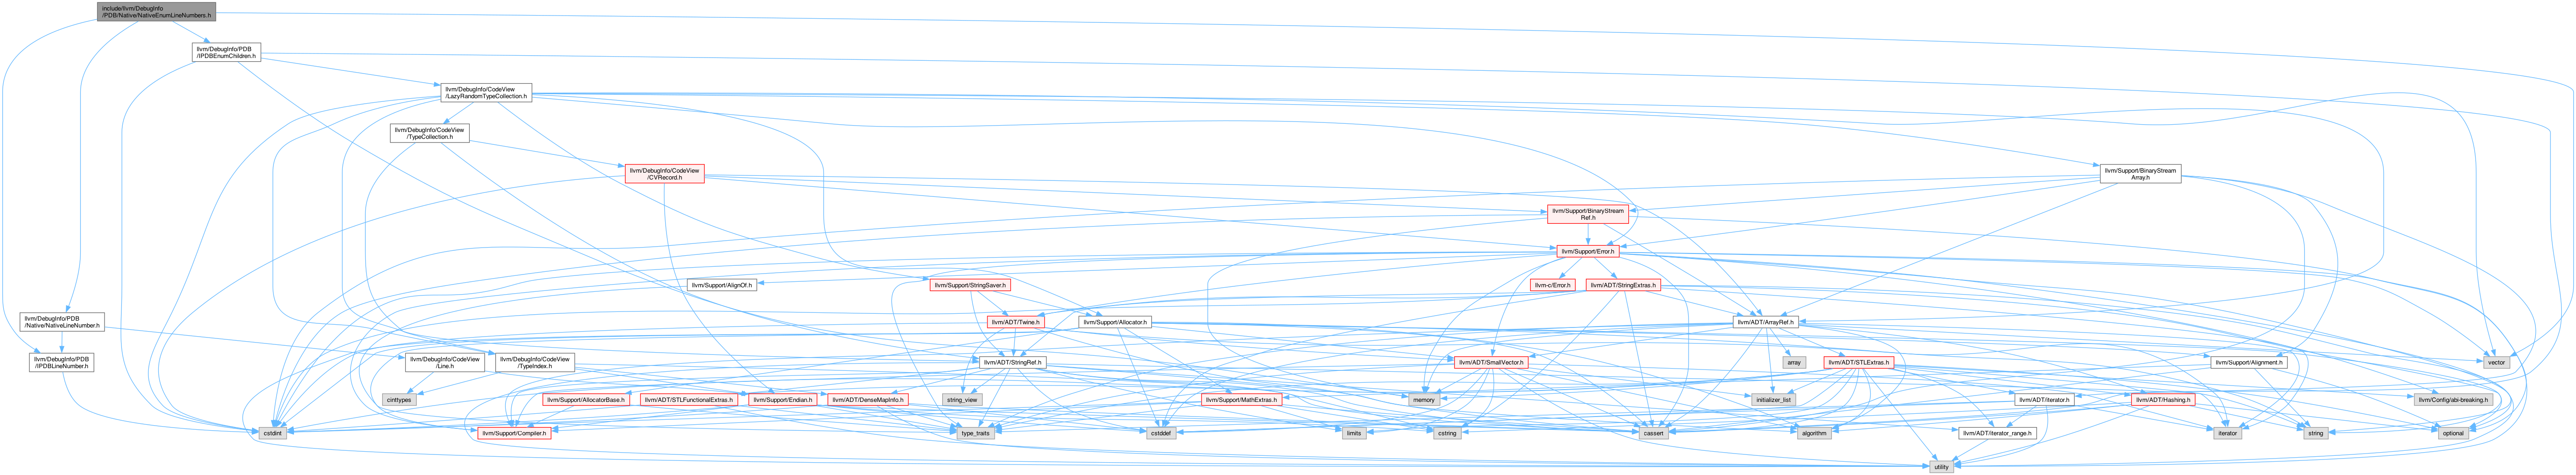 include/llvm/DebugInfo
/PDB/Native/NativeEnumLineNumbers.h
llvm/DebugInfo/PDB
/IPDBEnumChildren.h
llvm/DebugInfo/CodeView
/LazyRandomTypeCollection.h
llvm/DebugInfo/CodeView
/TypeCollection.h
llvm/DebugInfo/CodeView
/CVRecord.h
llvm/Support/BinaryStream
Array.h
llvm/Support/BinaryStream
Ref.h
llvm/Support/Error.h
llvm/Support/AlignOf.h
llvm/Support/StringSaver.h
llvm-c/Error.h
llvm/ADT/StringExtras.h
llvm/DebugInfo/PDB
/Native/NativeLineNumber.h
llvm/ADT/Twine.h
llvm/Support/Allocator.h
llvm/ADT/ArrayRef.h
llvm/DebugInfo/PDB
/IPDBLineNumber.h
llvm/DebugInfo/CodeView
/Line.h
llvm/DebugInfo/CodeView
/TypeIndex.h
llvm/ADT/StringRef.h
llvm/ADT/SmallVector.h
array
llvm/ADT/STLExtras.h
llvm/Support/Alignment.h
vector
cinttypes
llvm/Support/AllocatorBase.h
llvm/ADT/STLFunctionalExtras.h
llvm/Support/Endian.h
llvm/ADT/DenseMapInfo.h
string_view
llvm/Support/MathExtras.h
memory
initializer_list
llvm/ADT/iterator.h
llvm/ADT/Hashing.h
llvm/Config/abi-breaking.h
cstdint
llvm/Support/Compiler.h
type_traits
cstddef
limits
cstring
cassert
algorithm
llvm/ADT/iterator_range.h
iterator
string
optional
utility